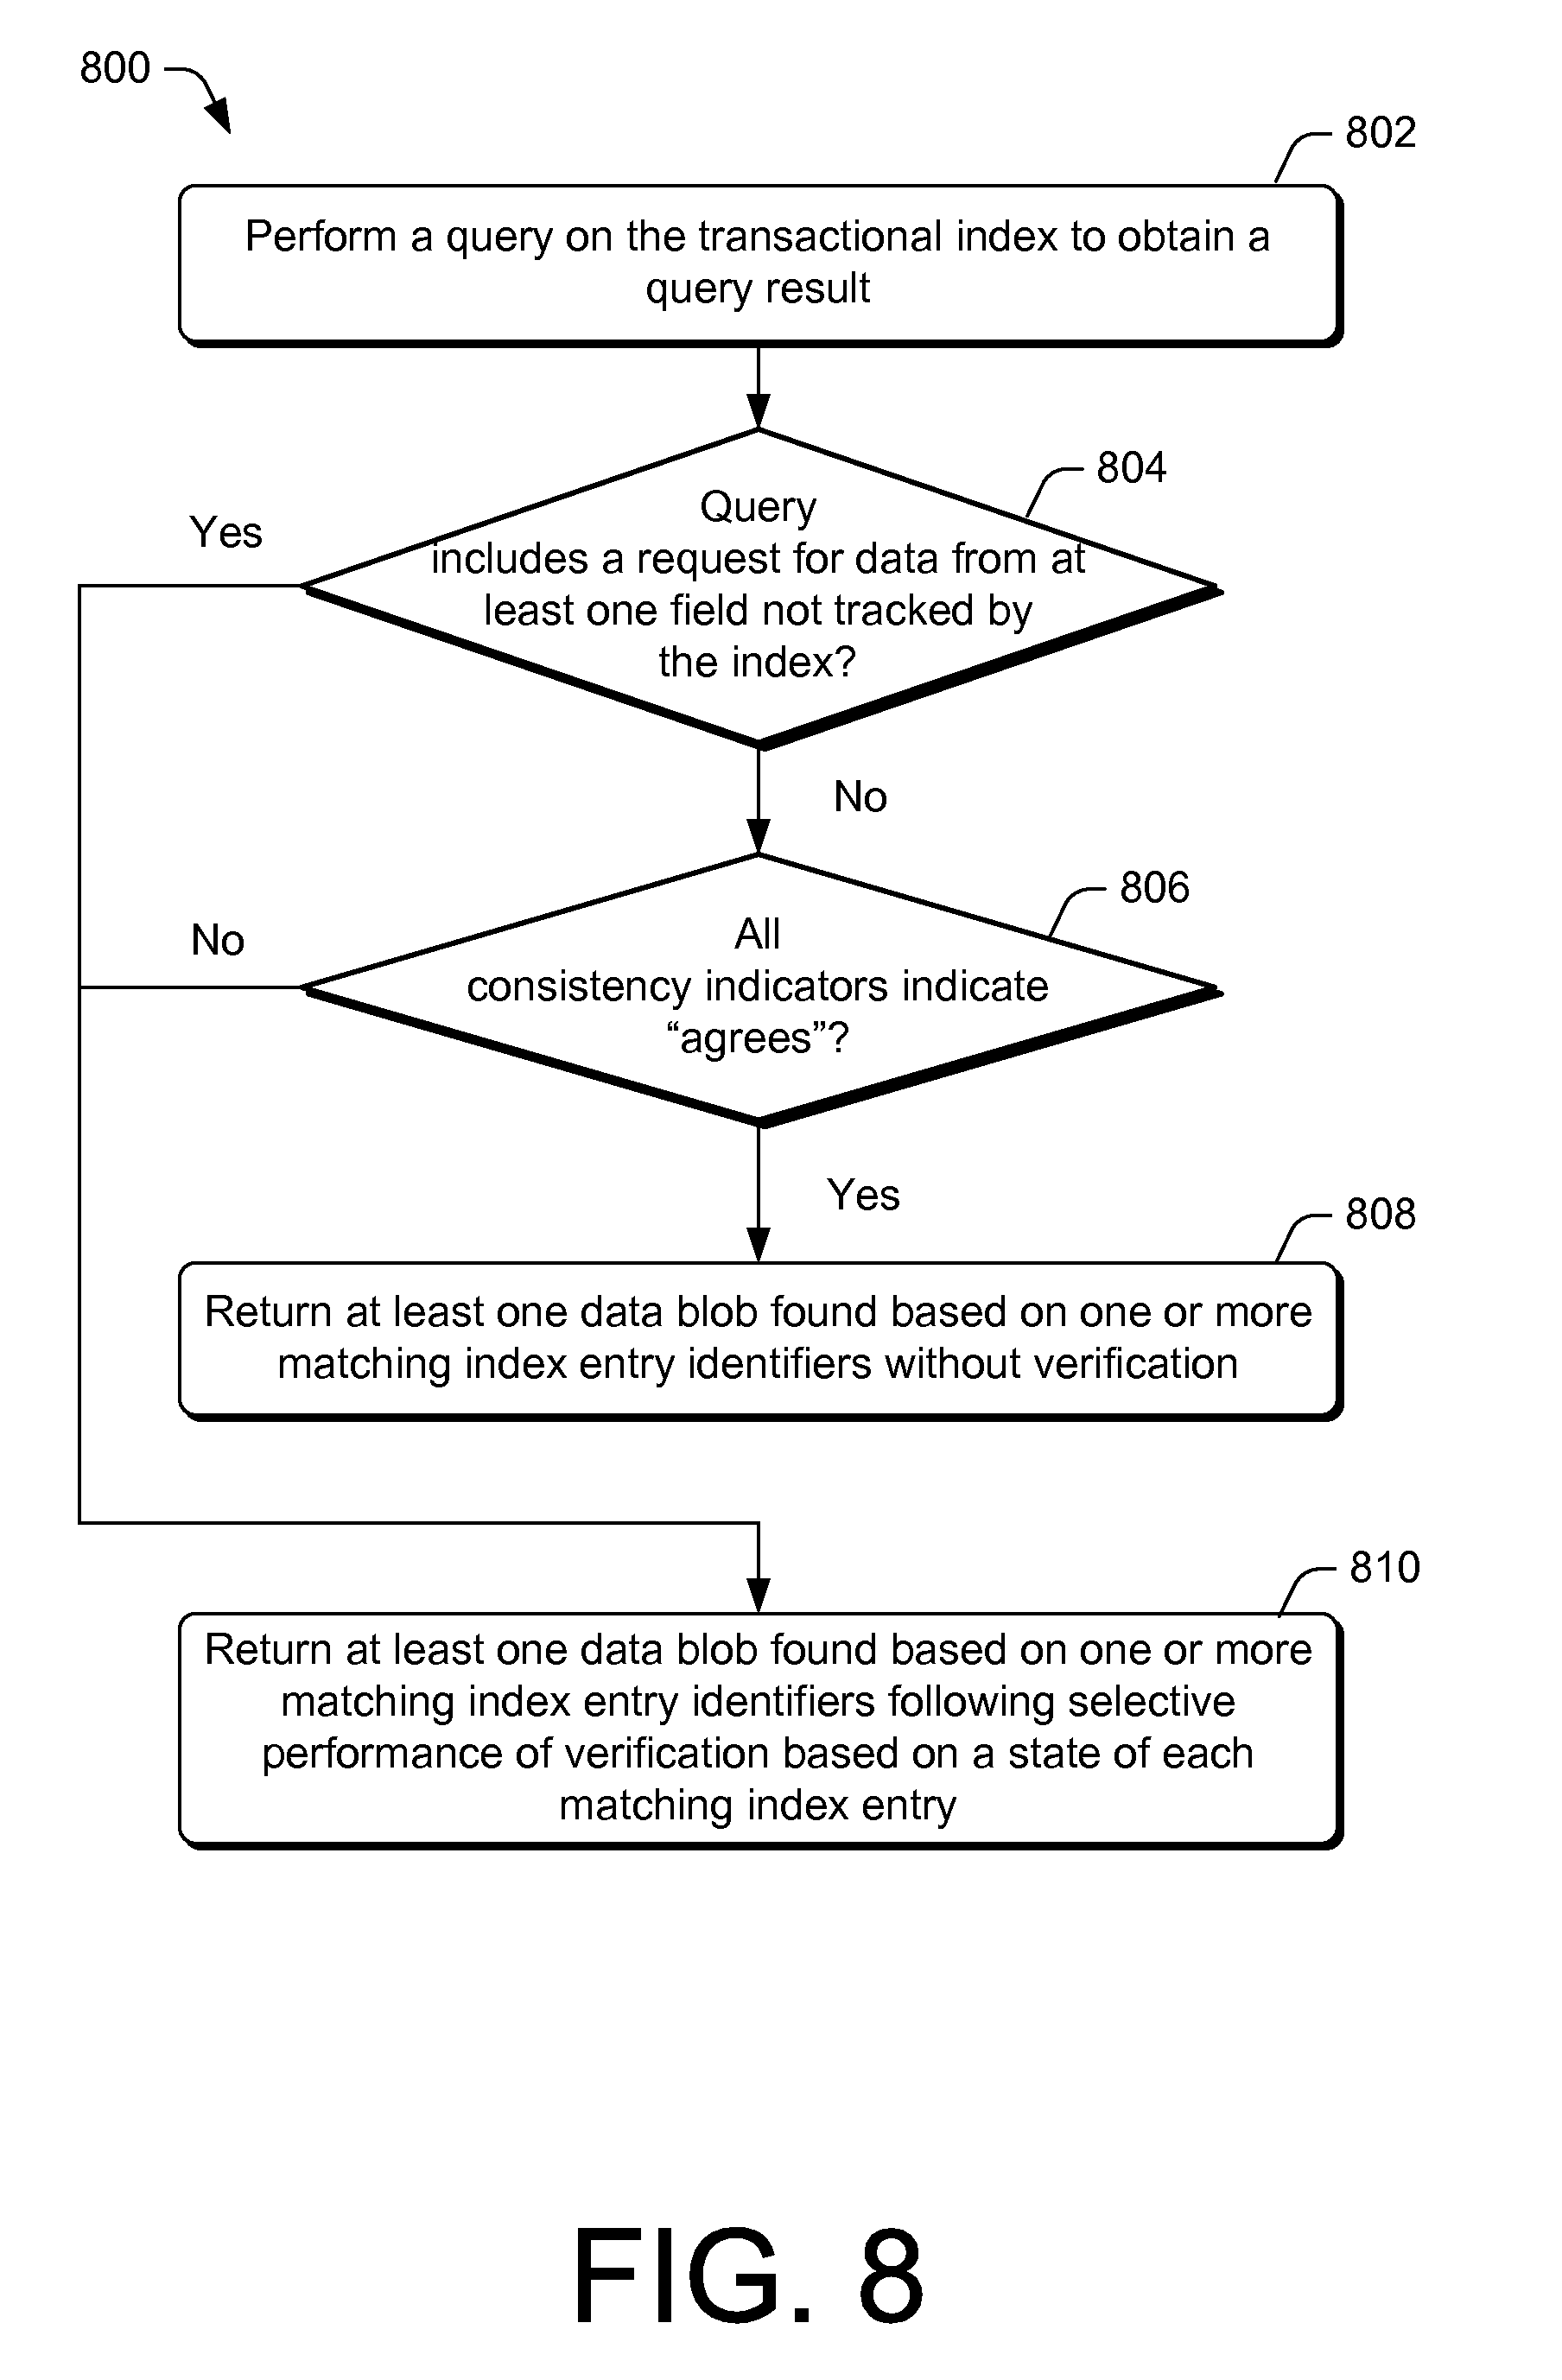 800
802
Perform a query on the transactional index to obtain a
query result
804
Yes
Query
includes a request for data from at
least one field not tracked by
the index?
No
806
No
All
consistency indicators indicate
“agrees”?
Yes
808
Return at least one data blob found based on one or more
matching index entry identifiers without verification
810
Return at least one data blob found based on one or more
matching index entry identifiers following selective
performance of verification based on a state of each
matching index entry
FIG. 8